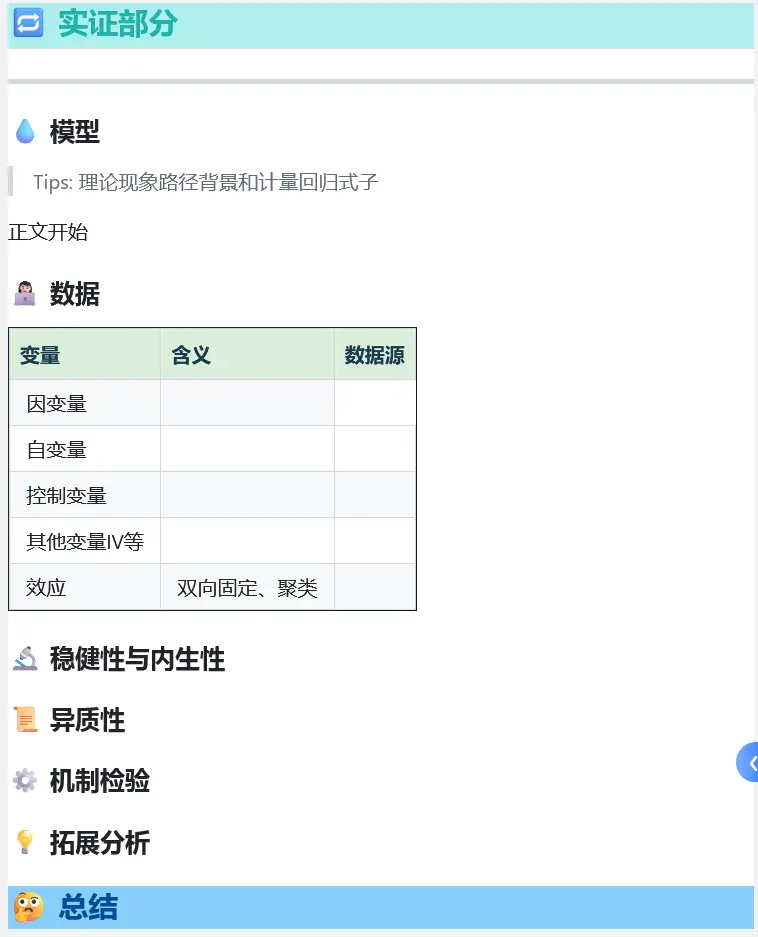 实证部分
模型
Tips: 理论现象路径背景和计量回归式子
正文开始
数据
变量 含义 数据源
因变量
自变量
控制变量
其他变量IV等
效应 双向固定、聚类
稳健性与内生性
异质性
机制检验
拓展分析
总结